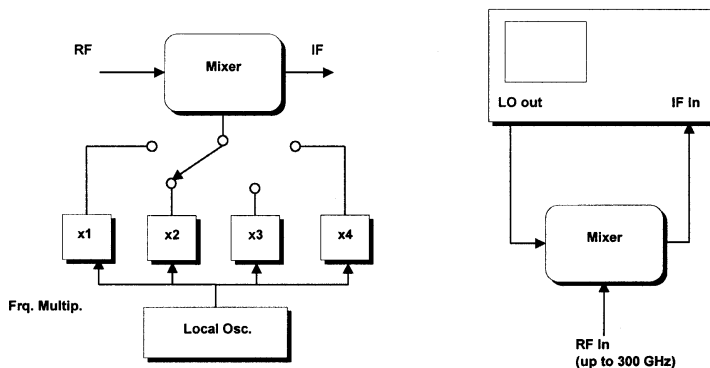 RF
Mixer
IF
x1
x2
x3
x4
Frq. Multip.
Local Osc.
LO out
IF In
Mixer
RF In
(up to 300 GHz)